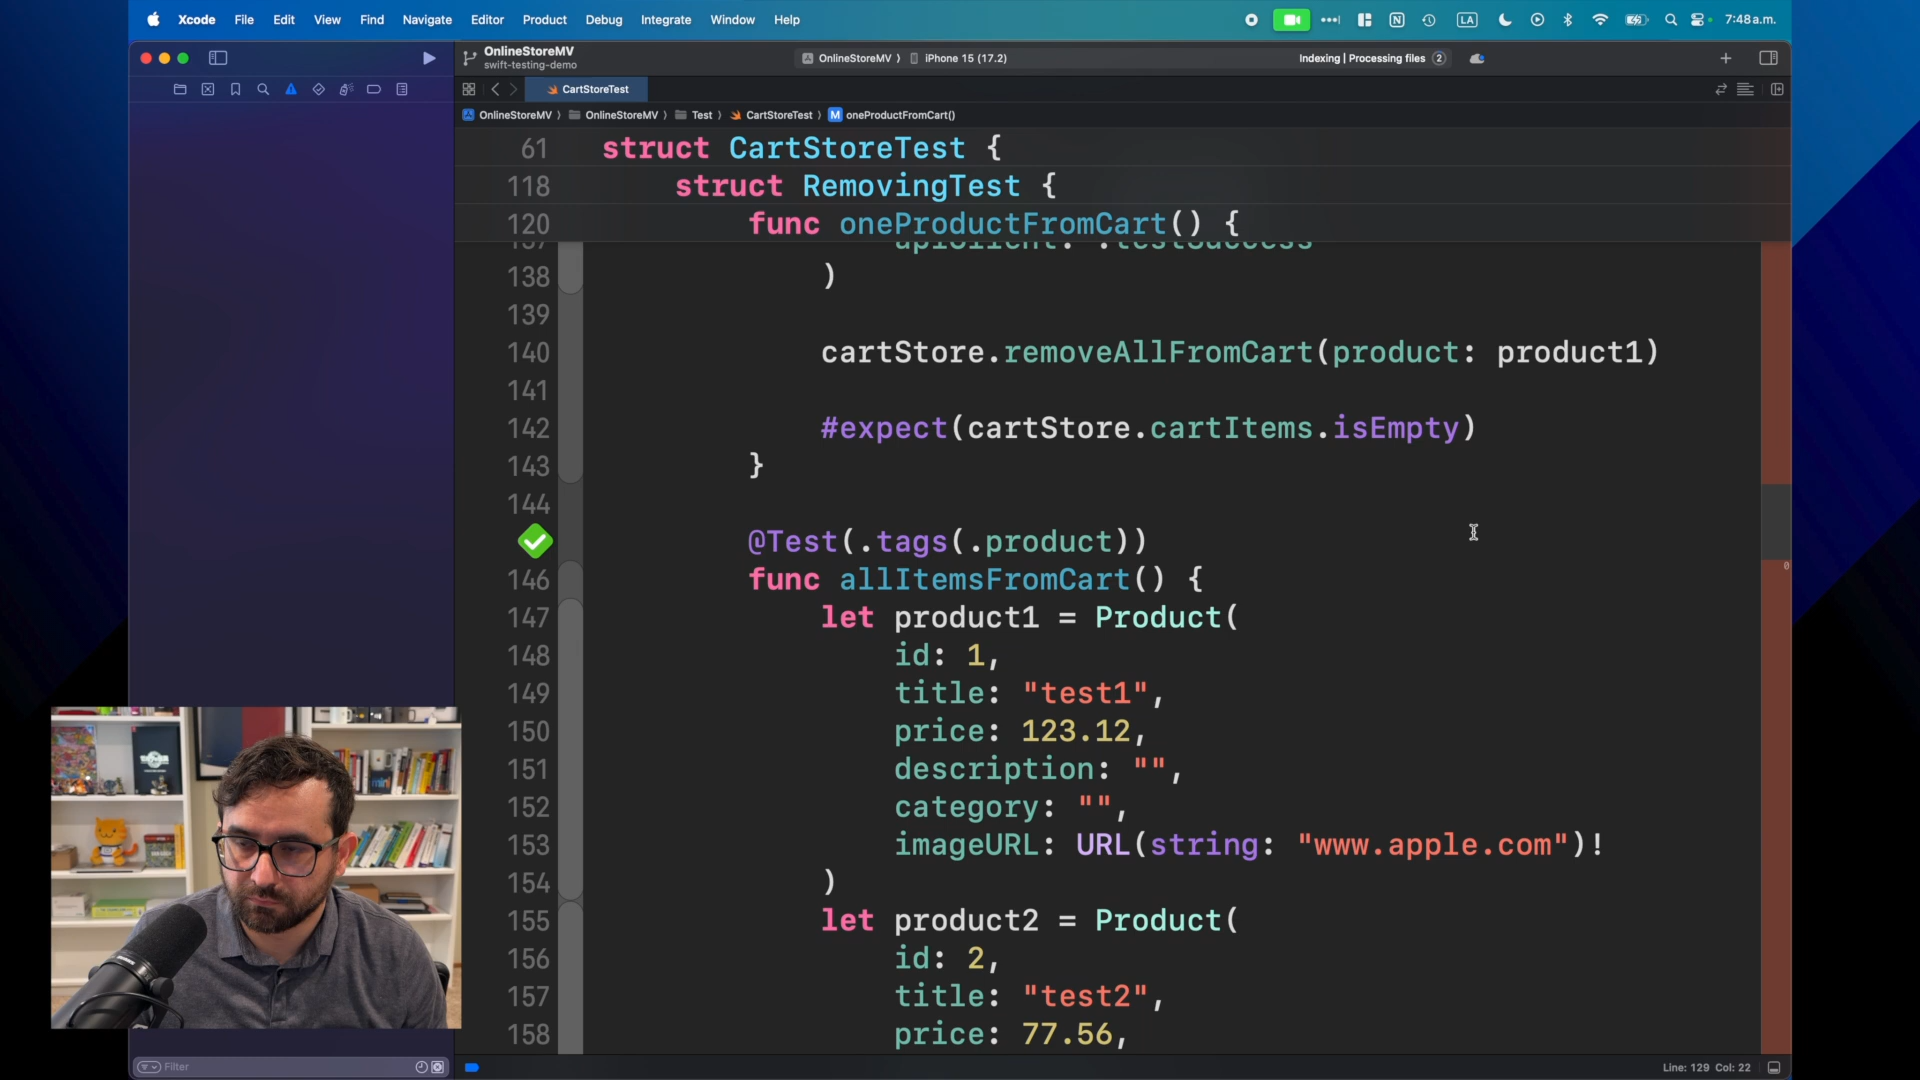 Xcode File Edit View Find Navigate Editor Product Debug Integrate Window Help
LA
7:48 a.m.
OnlineStoreMV
swift-testing-demo
OnlineStoreMV 〉 iPhone 15 (17.2)
Indexing | Processing files 2
CartStoreTest
OnlineStoreMV 〉 OnlineStoreMV 〉 Test 〉 CartStoreTest 〉 M oneProductFromCart()
61 struct CartStoreTest {
118 struct RemovingTest {
120 func oneProductFromCart() {
137 apiClient: .testSuccess
138 )
139
140 cartStore.removeAllFromCart(product: product1)
141
142 #expect(cartStore.cartItems.isEmpty)
143 }
144
@Test(.tags(.product))
146 func allItemsFromCart() {
147 let product1 = Product(
148 id: 1,
149 title: "test1",
150 price: 123.12,
151 description: "",
152 category: "",
153 imageURL: URL(string: "www.apple.com")!
154 )
155 let product2 = Product(
156 id: 2,
157 title: "test2",
158 price: 77.56,
mini
Filter
Line: 129 Col: 22